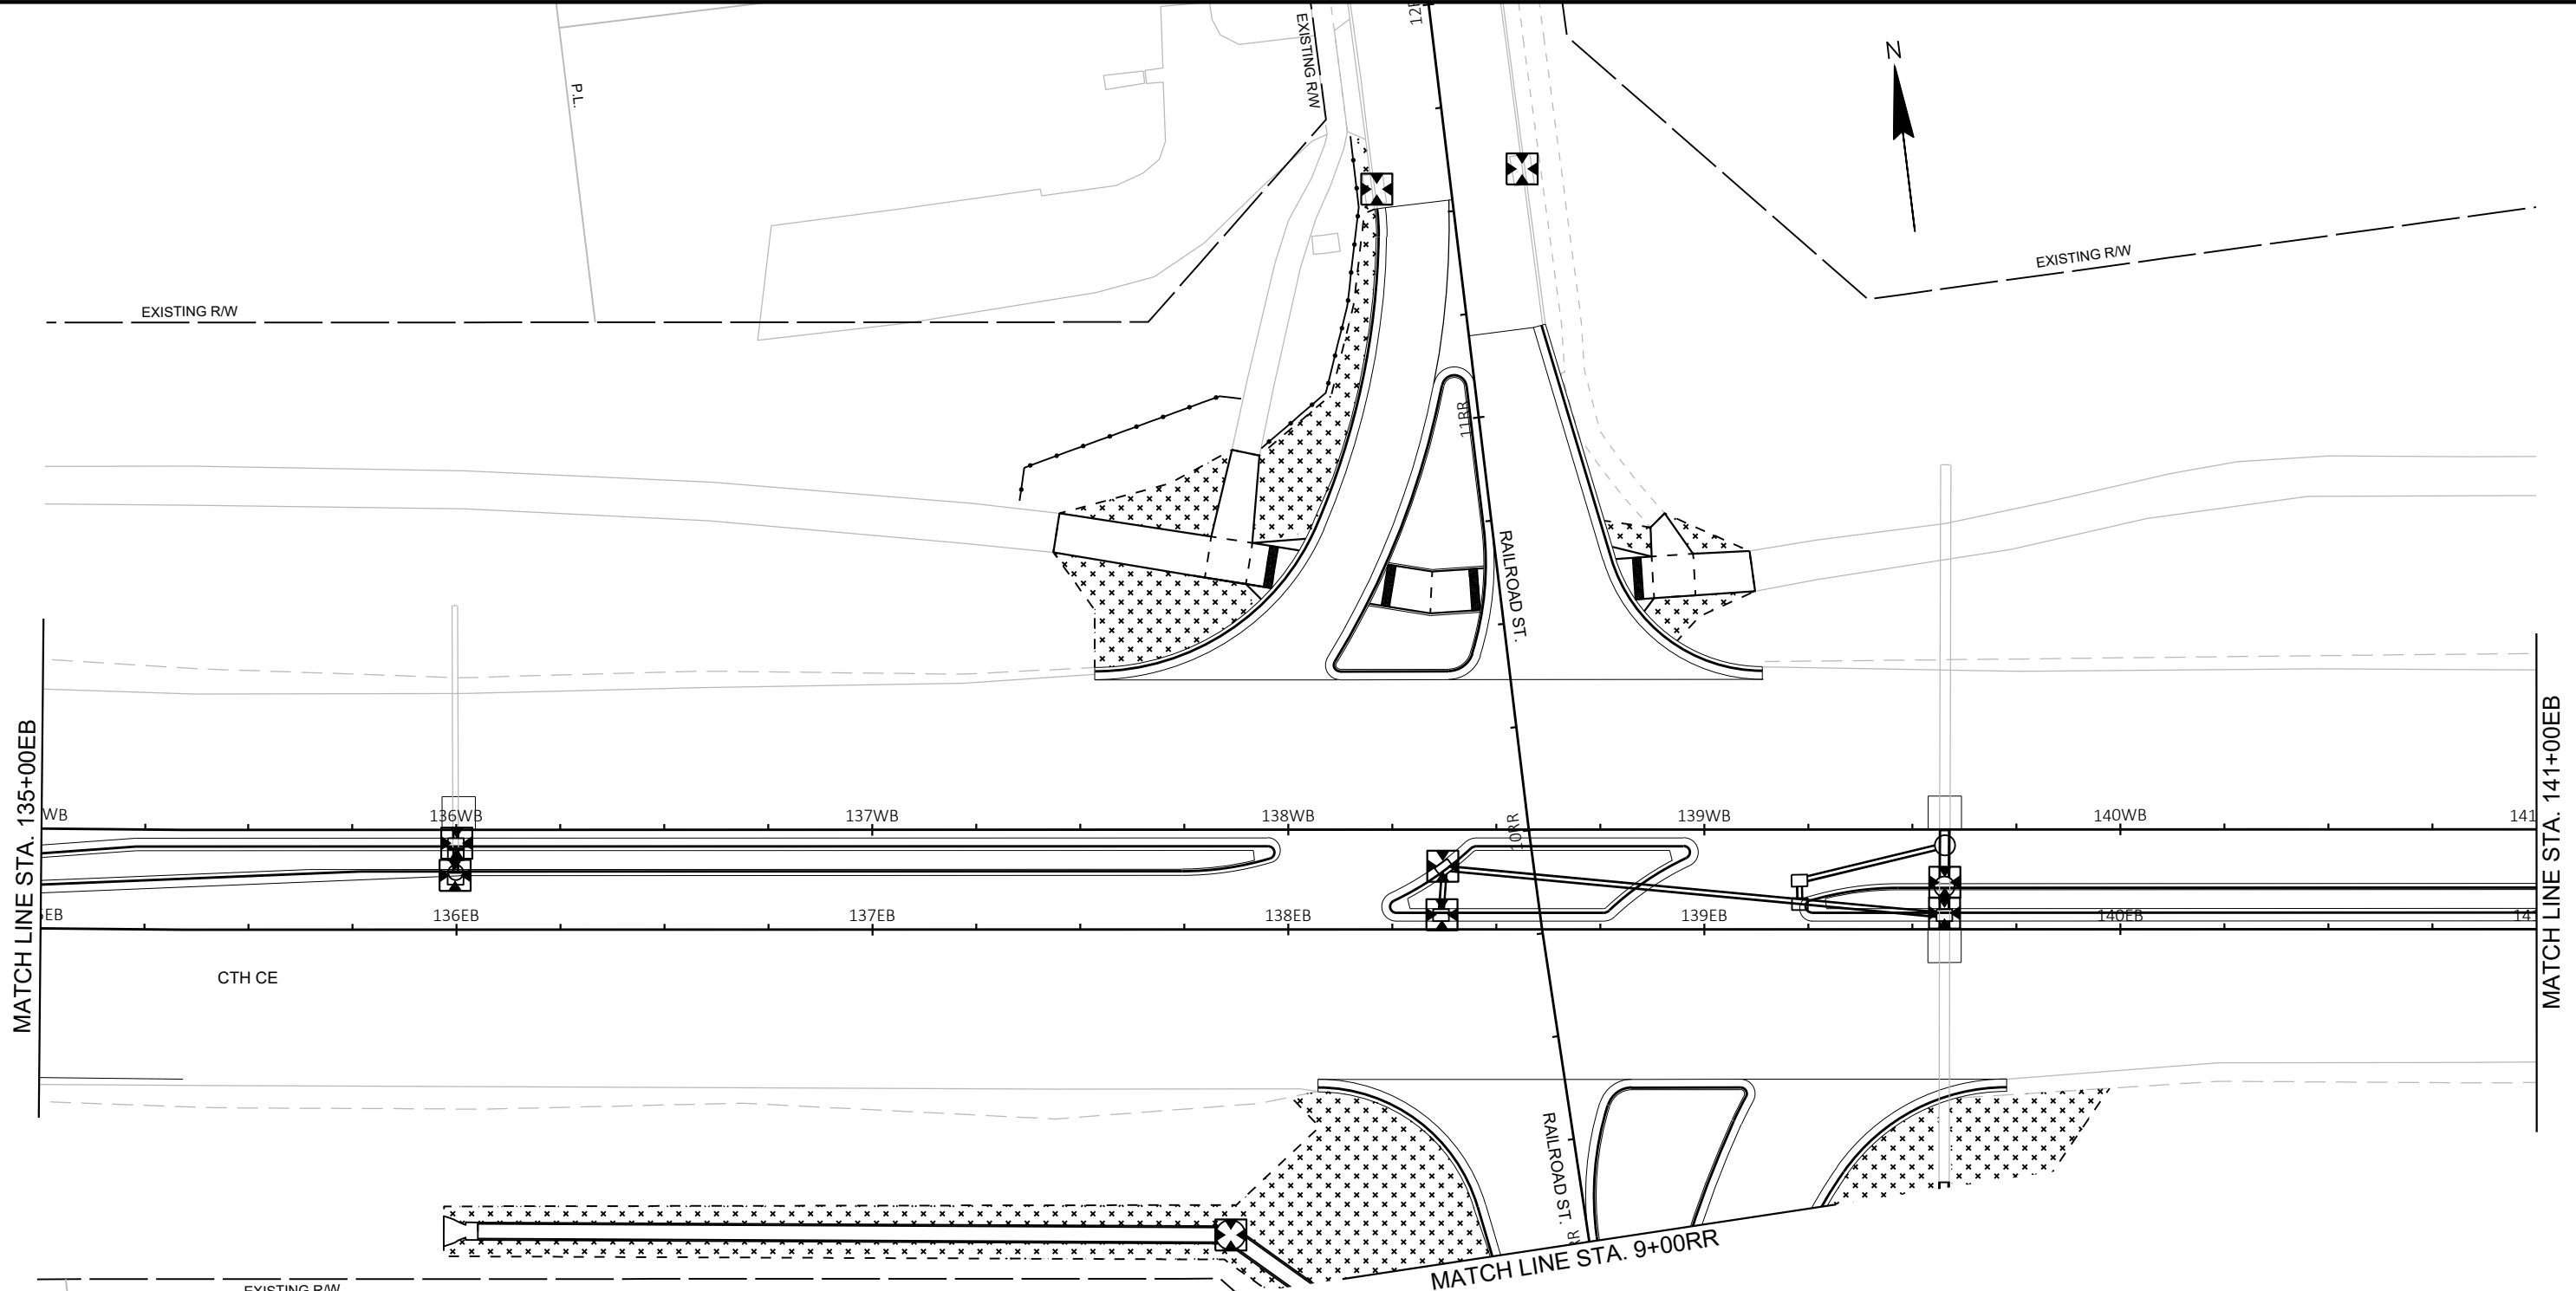 EXISTING R/W
12
N
P.L.
EXISTING R/W
EXISTING R/W
11RR
RAILROAD ST.
MATCH LINE STA. 135+00EB
MATCH LINE STA. 141+00EB
WB
136WB
137WB
138WB
10RR
139WB
140WB
141
EB
136EB
137EB
138EB
139EB
140EB
CTH CE
RAILROAD ST.
MATCH LINE STA. 9+00RR
EXISTING R/W